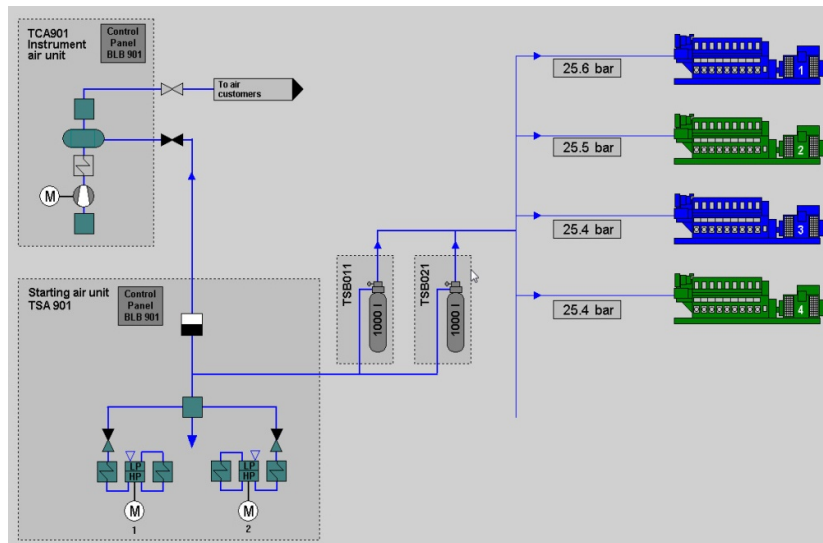 TCA901
Instrument
air unit
Control
Panel
BLB 901
To air
customers
M
25.6 bar
1
25.5 bar
2
25.4 bar
3
25.4 bar
4
Starting air unit
TSA 901
Control
Panel
BLB 901
TSB011
1000 l
TSB021
1000 l
LP
HP
LP
HP
M
M
1
2